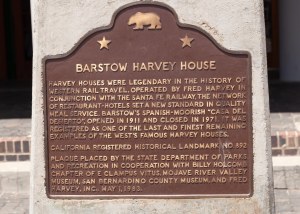 BARSTOW HARVEY HOUSE
HARVEY HOUSES WERE LEGENDARY IN THE HISTORY OF
WESTERN RAIL TRAVEL. OPERATED BY FRED HARVEY IN
CONJUNCTION WITH THE SANTA FE RAILWAY, THE NETWORK
OF RESTAURANT-HOTELS SET A NEW STANDARD IN QUALITY
MEAL SERVICE. BARSTOW'S SPANISH-MOORISH "CASA DEL
DESIERTO", OPENED IN 1911 AND CLOSED IN 1971. IT WAS
REGISTERED AS ONE OF THE LAST AND FINEST REMAINING
EXAMPLES OF THE WEST'S FAMOUS HARVEY HOUSES.
CALIFORNIA REGISTERED HISTORICAL LANDMARK NO. 892
PLAQUE PLACED BY THE STATE DEPARTMENT OF PARKS
AND RECREATION IN COOPERATION WITH BILLY HOLCOMB
CHAPTER OF E CLAMPUS VITUS, MOJAVE RIVER VALLEY
MUSEUM, SAN BERNARDINO COUNTY MUSEUM, AND FRED
HARVEY, INC. MAY 1, 1983.